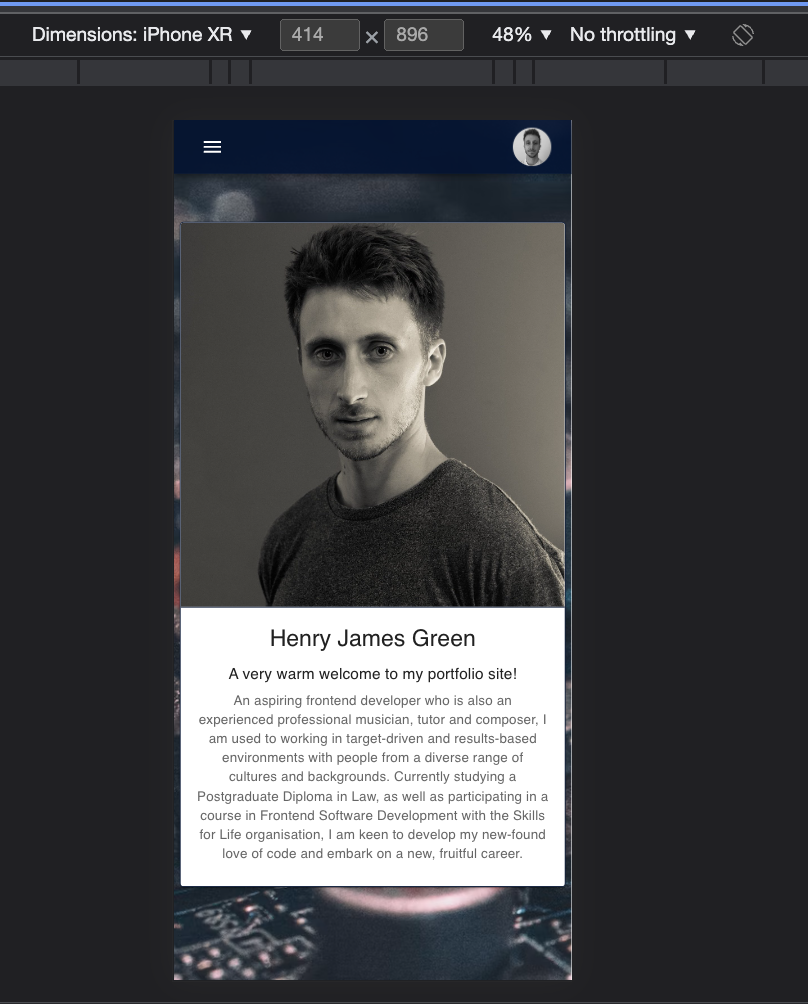 Dimensions: iPhone XR ▼ 414 × 896 48% ▼ No throttling ▼
Henry James Green
A very warm welcome to my portfolio site!
An aspiring frontend developer who is also an
experienced professional musician, tutor and composer, I
am used to working in target-driven and results-based
environments with people from a diverse range of
cultures and backgrounds. Currently studying a
Postgraduate Diploma in Law, as well as participating in a
course in Frontend Software Development with the Skills
for Life organisation, I am keen to develop my new-found
love of code and embark on a new, fruitful career.